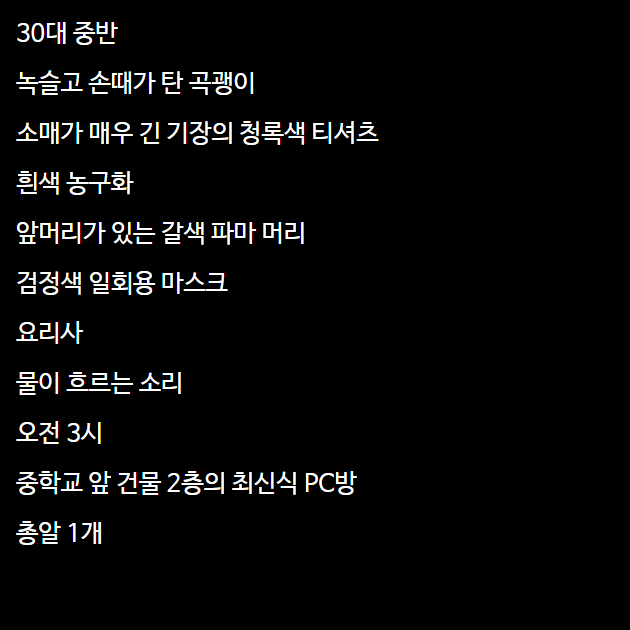 30대 중반
녹슬고 손때가 탄 곡괭이
소매가 매우 긴 기장의 청록색 티셔츠
흰색 농구화
앞머리가 있는 갈색 파마 머리
검정색 일회용 마스크
요리사
물이 흐르는 소리
오전 3시
중학교 앞 건물 2층의 최신식 PC방
총알 1개